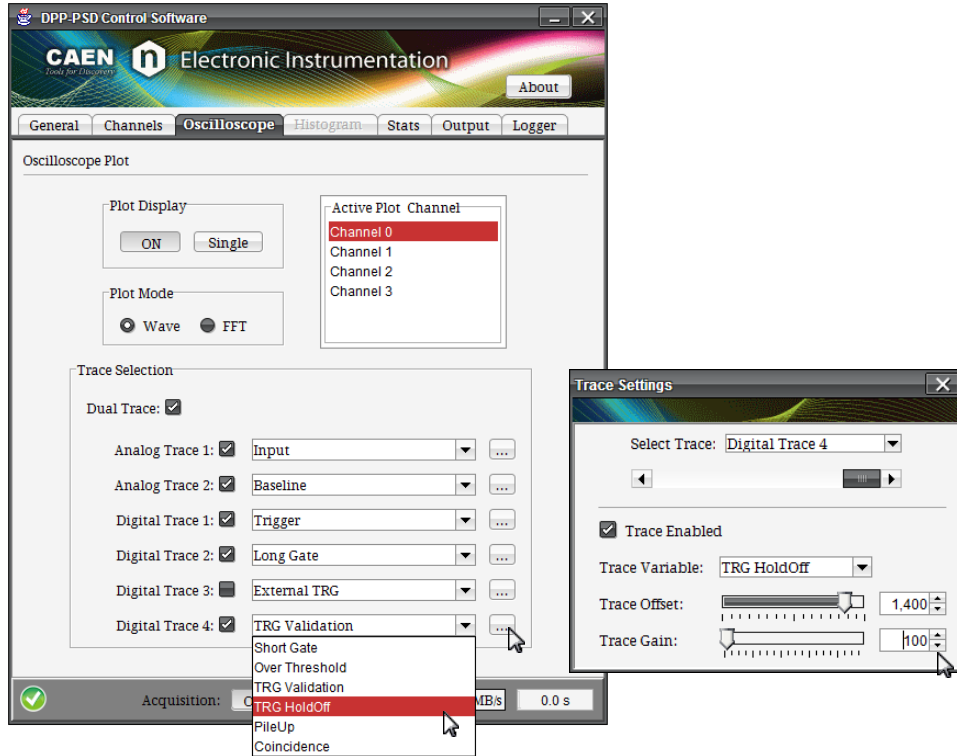 DPP-PSD Control Software
CAEN n Electronic Instrumentation
Tools for Discovery
About
General Channels Oscilloscope Histogram Stats Output Logger
Oscilloscope Plot
Plot Display
ON Single
Active Plot Channel
Channel 0
Channel 1
Channel 2
Channel 3
Plot Mode
Wave FFT
Trace Selection
Dual Trace:
Analog Trace 1: Input ...
Analog Trace 2: Baseline ...
Digital Trace 1: Trigger ...
Digital Trace 2: Long Gate ...
Digital Trace 3: External TRG ...
Digital Trace 4: TRG Validation ...
Short Gate
Over Threshold
TRG Validation
TRG HoldOff
PileUp
Coincidence
Acquisition: MB/s 0.0 s
Trace Settings
Select Trace: Digital Trace 4
Trace Enabled
Trace Variable: TRG HoldOff
Trace Offset: 1,400
Trace Gain: 100